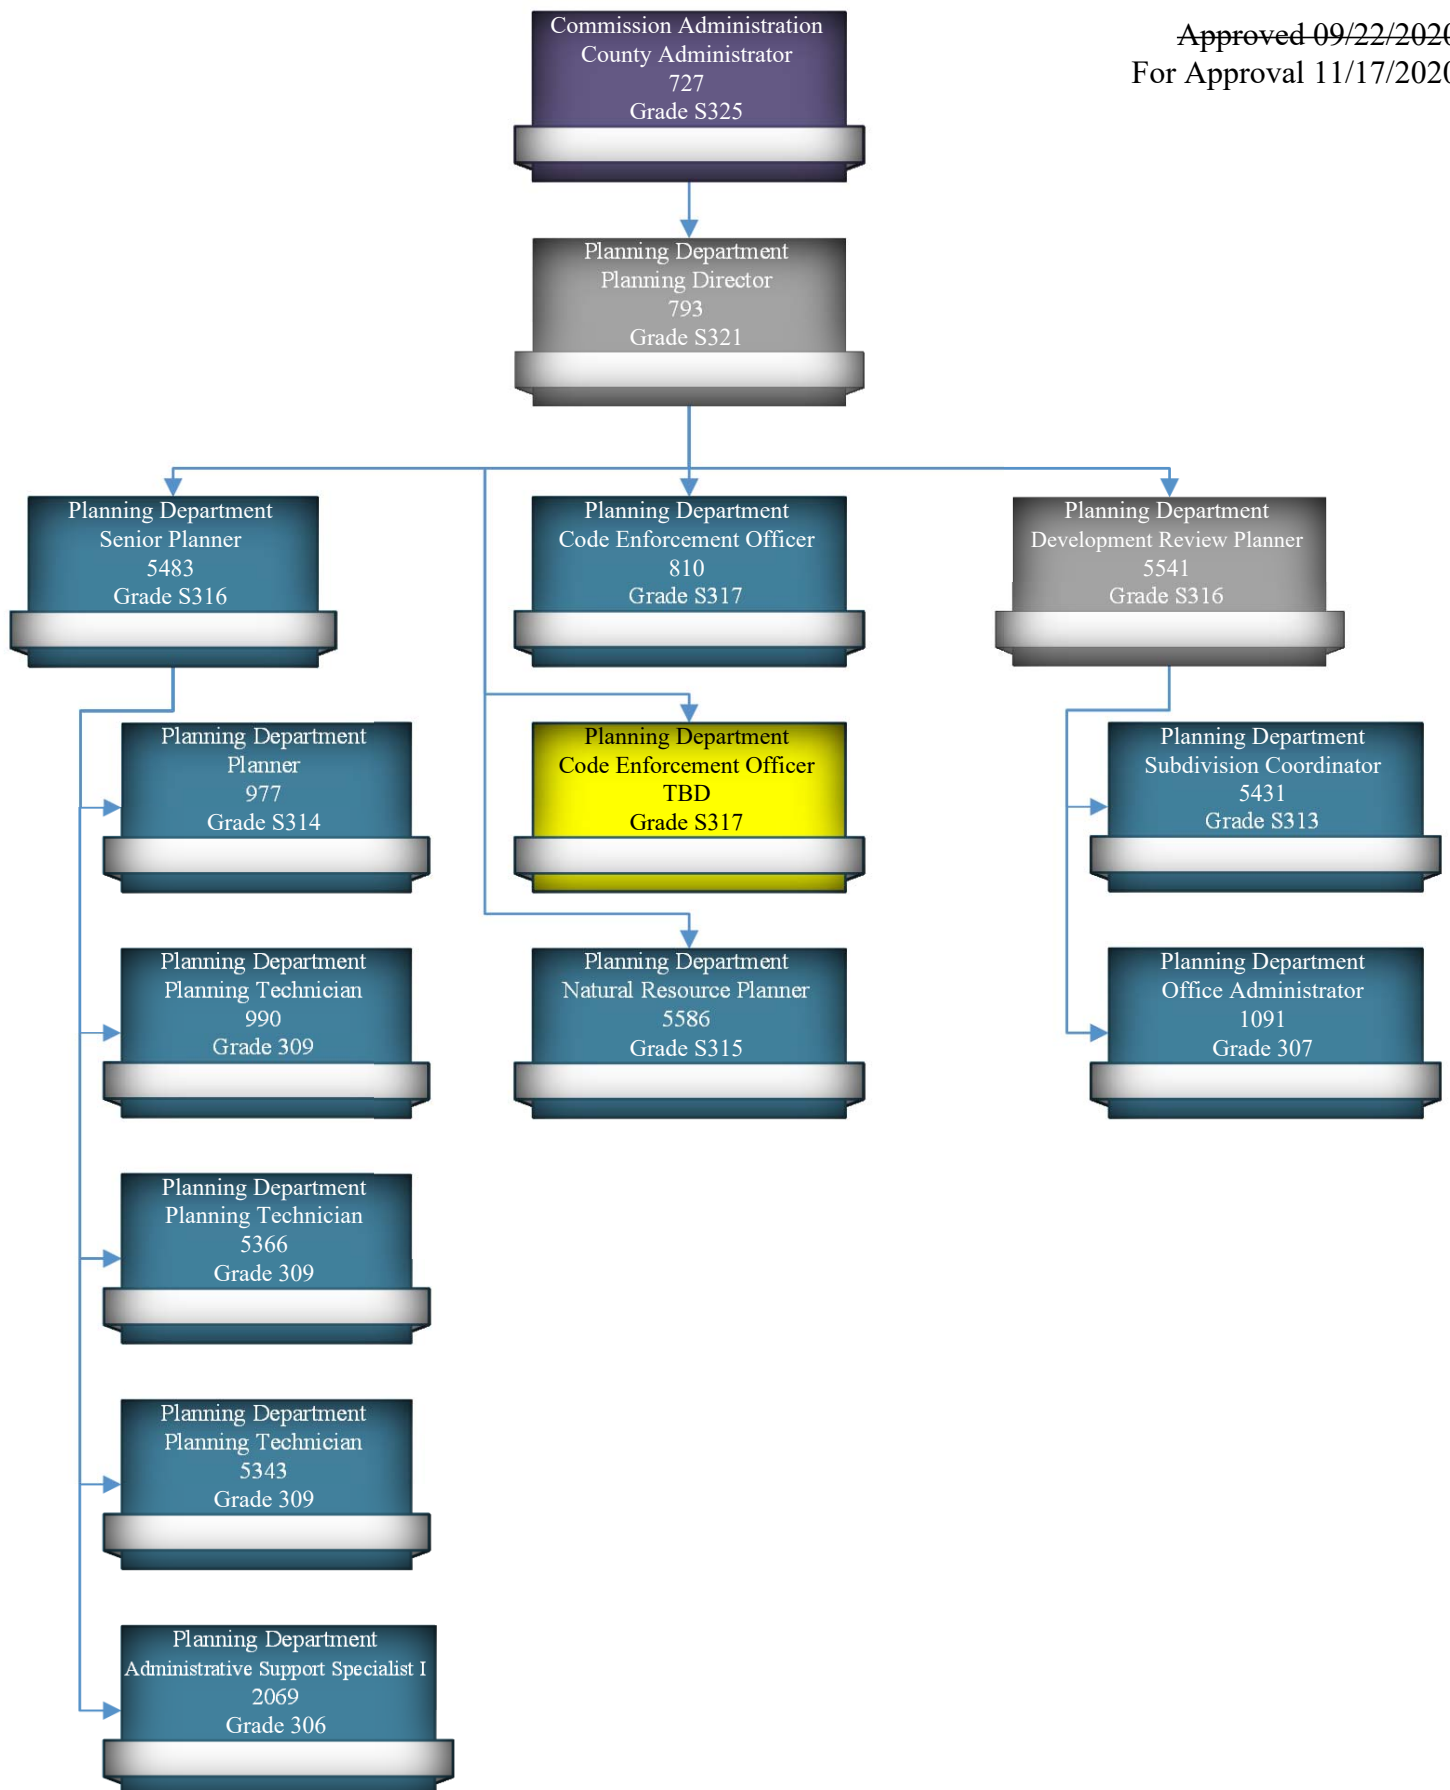 Approved 09/22/2020
For Approval 11/17/2020
Commission Administration
County Administrator
727
Grade S325
Planning Department
Planning Director
793
Grade S321
Planning Department
Senior Planner
5483
Grade S316
Planning Department
Code Enforcement Officer
810
Grade S317
Planning Department
Development Review Planner
5541
Grade S316
Planning Department
Planner
977
Grade S314
Planning Department
Code Enforcement Officer
TBD
Grade S317
Planning Department
Subdivision Coordinator
5431
Grade S313
Planning Department
Planning Technician
990
Grade 309
Planning Department
Natural Resource Planner
5586
Grade S315
Planning Department
Office Administrator
1091
Grade 307
Planning Department
Planning Technician
5366
Grade 309
Planning Department
Planning Technician
5343
Grade 309
Planning Department
Administrative Support Specialist I
2069
Grade 306